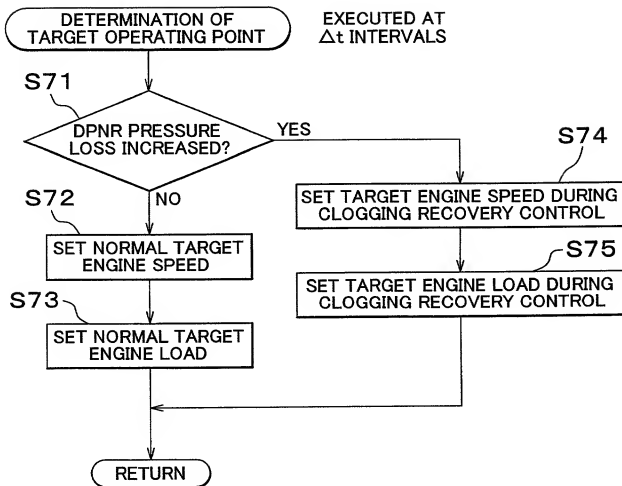 DETERMINATION OF
TARGET OPERATING POINT
EXECUTED AT
Δt INTERVALS
S71
DPNR PRESSURE
LOSS INCREASED?
YES
NO
S72
SET NORMAL TARGET
ENGINE SPEED
S73
SET NORMAL TARGET
ENGINE LOAD
S74
SET TARGET ENGINE SPEED DURING
CLOGGING RECOVERY CONTROL
S75
SET TARGET ENGINE LOAD DURING
CLOGGING RECOVERY CONTROL
RETURN